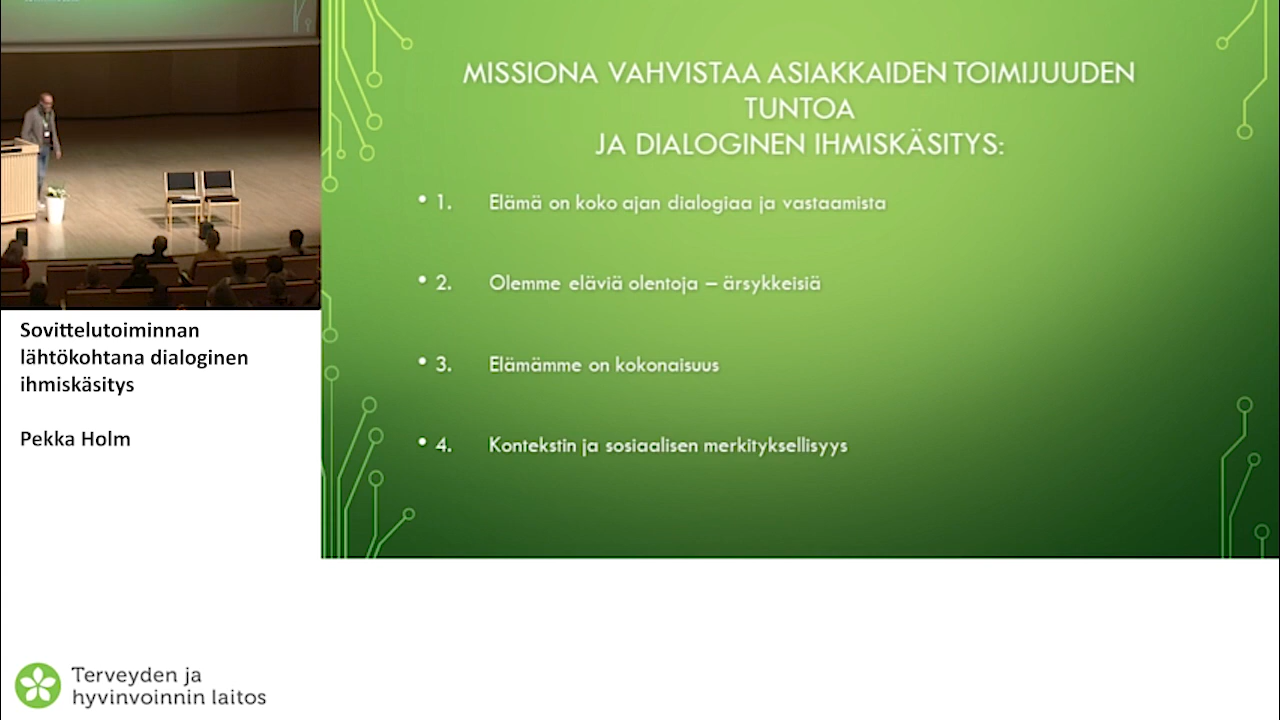 MISSIONA VAHVISTAA ASIAKKAIDEN TOIMIJUUDEN
TUNTOA
JA DIALOGINEN IHMISKÄSITYS:
• 1. Elämä on koko ajan dialogiaa ja vastaamista
• 2. Olemme eläviä olentoja – ärsykkeisiä
• 3. Elämämme on kokonaisuus
• 4. Kontekstin ja sosiaalisen merkityksellisyys
Sovittelutoiminnan
lähtökohtana dialoginen
ihmiskäsitys
Pekka Holm
Terveyden ja
hyvinvoinnin laitos